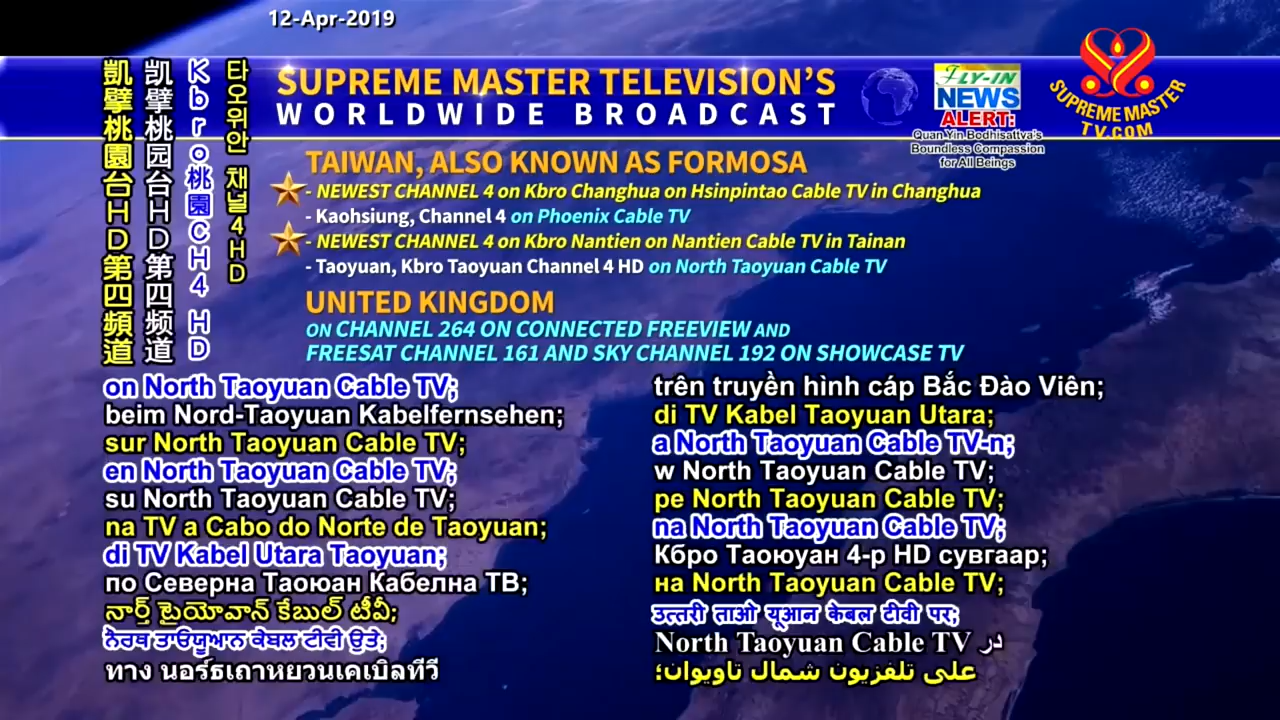 12-Apr-2019
凱擘桃園台HD第四頻道
凯擘桃园台HD第四频道
Kbro桃園CH4 HD
타오위안 채널4HD
SUPREME MASTER TELEVISION'S
WORLDWIDE BROADCAST
FLY-IN
NEWS
ALERT:
Quan Yin Bodhisattva's
Boundless Compassion
for All Beings
SUPREME MASTER
TV.COM
TAIWAN, ALSO KNOWN AS FORMOSA
- NEWEST CHANNEL 4 on Kbro Changhua on Hsinpintao Cable TV in Changhua
- Kaohsiung, Channel 4 on Phoenix Cable TV
- NEWEST CHANNEL 4 on Kbro Nantien on Nantien Cable TV in Tainan
- Taoyuan, Kbro Taoyuan Channel 4 HD on North Taoyuan Cable TV
UNITED KINGDOM
ON CHANNEL 264 ON CONNECTED FREEVIEW AND
FREESAT CHANNEL 161 AND SKY CHANNEL 192 ON SHOWCASE TV
on North Taoyuan Cable TV;
beim Nord-Taoyuan Kabelfernsehen;
sur North Taoyuan Cable TV;
en North Taoyuan Cable TV;
su North Taoyuan Cable TV;
na TV a Cabo do Norte de Taoyuan;
di TV Kabel Utara Taoyuan;
по Северна Таоюан Кабелна ТВ;
నార్త్ టైయోవాన్ కేబుల్ టీవీ;
ਨੋਰਥ ਤਾਓਯੂਆਨ ਕੇਬਲ ਟੀਵੀ ਉਤੇ;
ทาง นอร์ธเถาหยวนเคเบิลทีวี
trên truyền hình cáp Bắc Đào Viên;
di TV Kabel Taoyuan Utara;
a North Taoyuan Cable TV-n;
w North Taoyuan Cable TV;
pe North Taoyuan Cable TV;
na North Taoyuan Cable TV;
Кбро Таоюуан 4-р HD сувгаар;
на North Taoyuan Cable TV;
उत्तरी ताओ यूआन केबल टीवी पर;
North Taoyuan Cable TV در
على تلفزيون شمال تاويوان؛